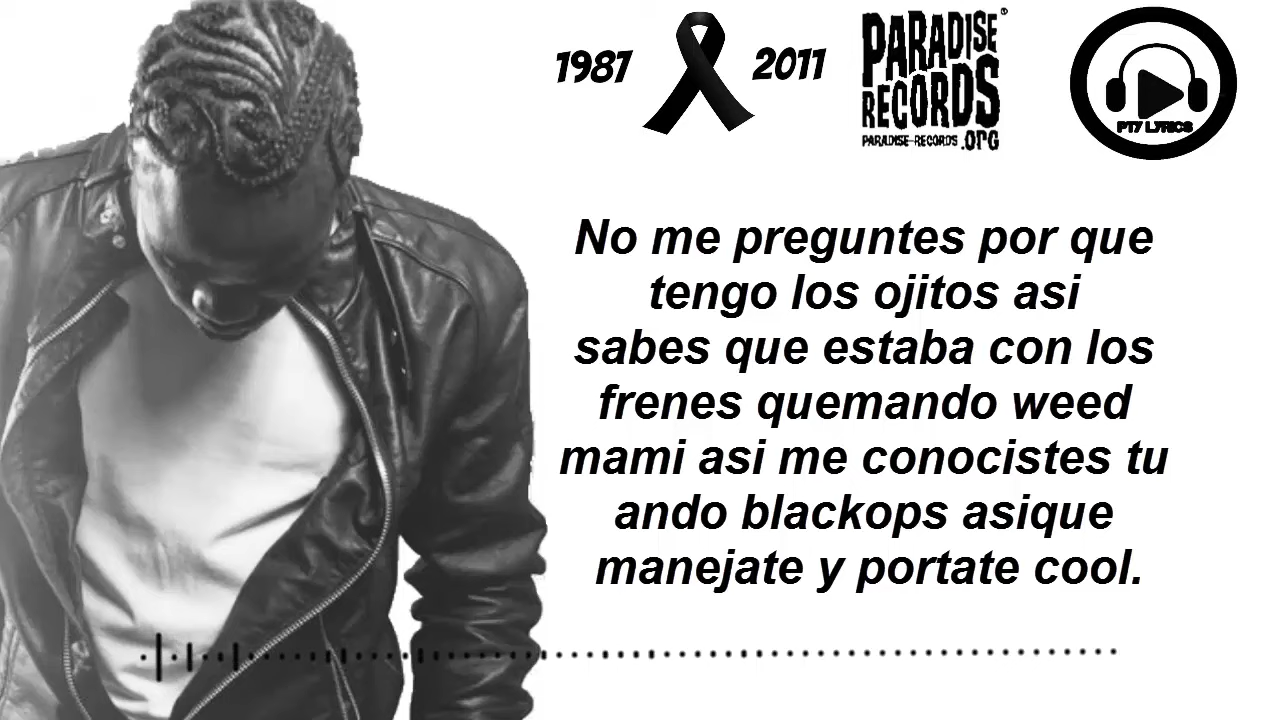 1987
2011
PARADISE
RECORDS
PARADISE-RECORDS.org
PTY LYRICS
No me preguntes por que
tengo los ojitos asi
sabes que estaba con los
frenes quemando weed
mami asi me conocistes tu
ando blackops asique
manejate y portate cool.